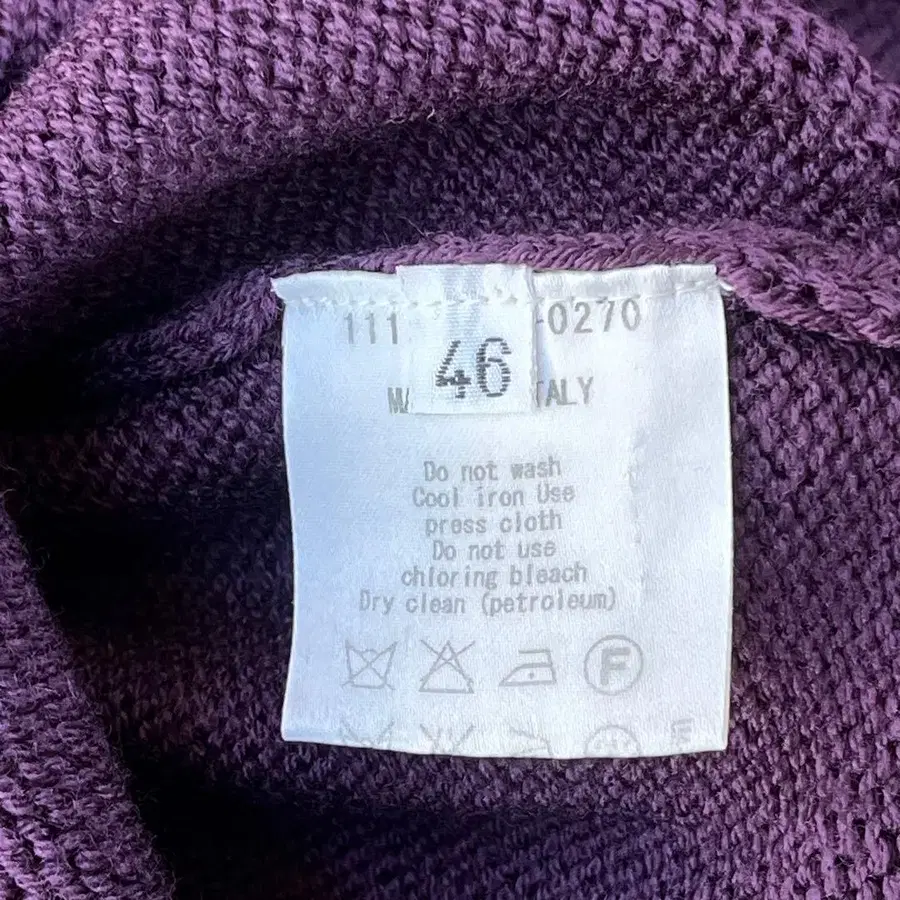 111 -0270
46
TALY
Do not wash
Cool iron Use
press cloth
Do not use
chloring bleach
Dry clean (petroleum)
F